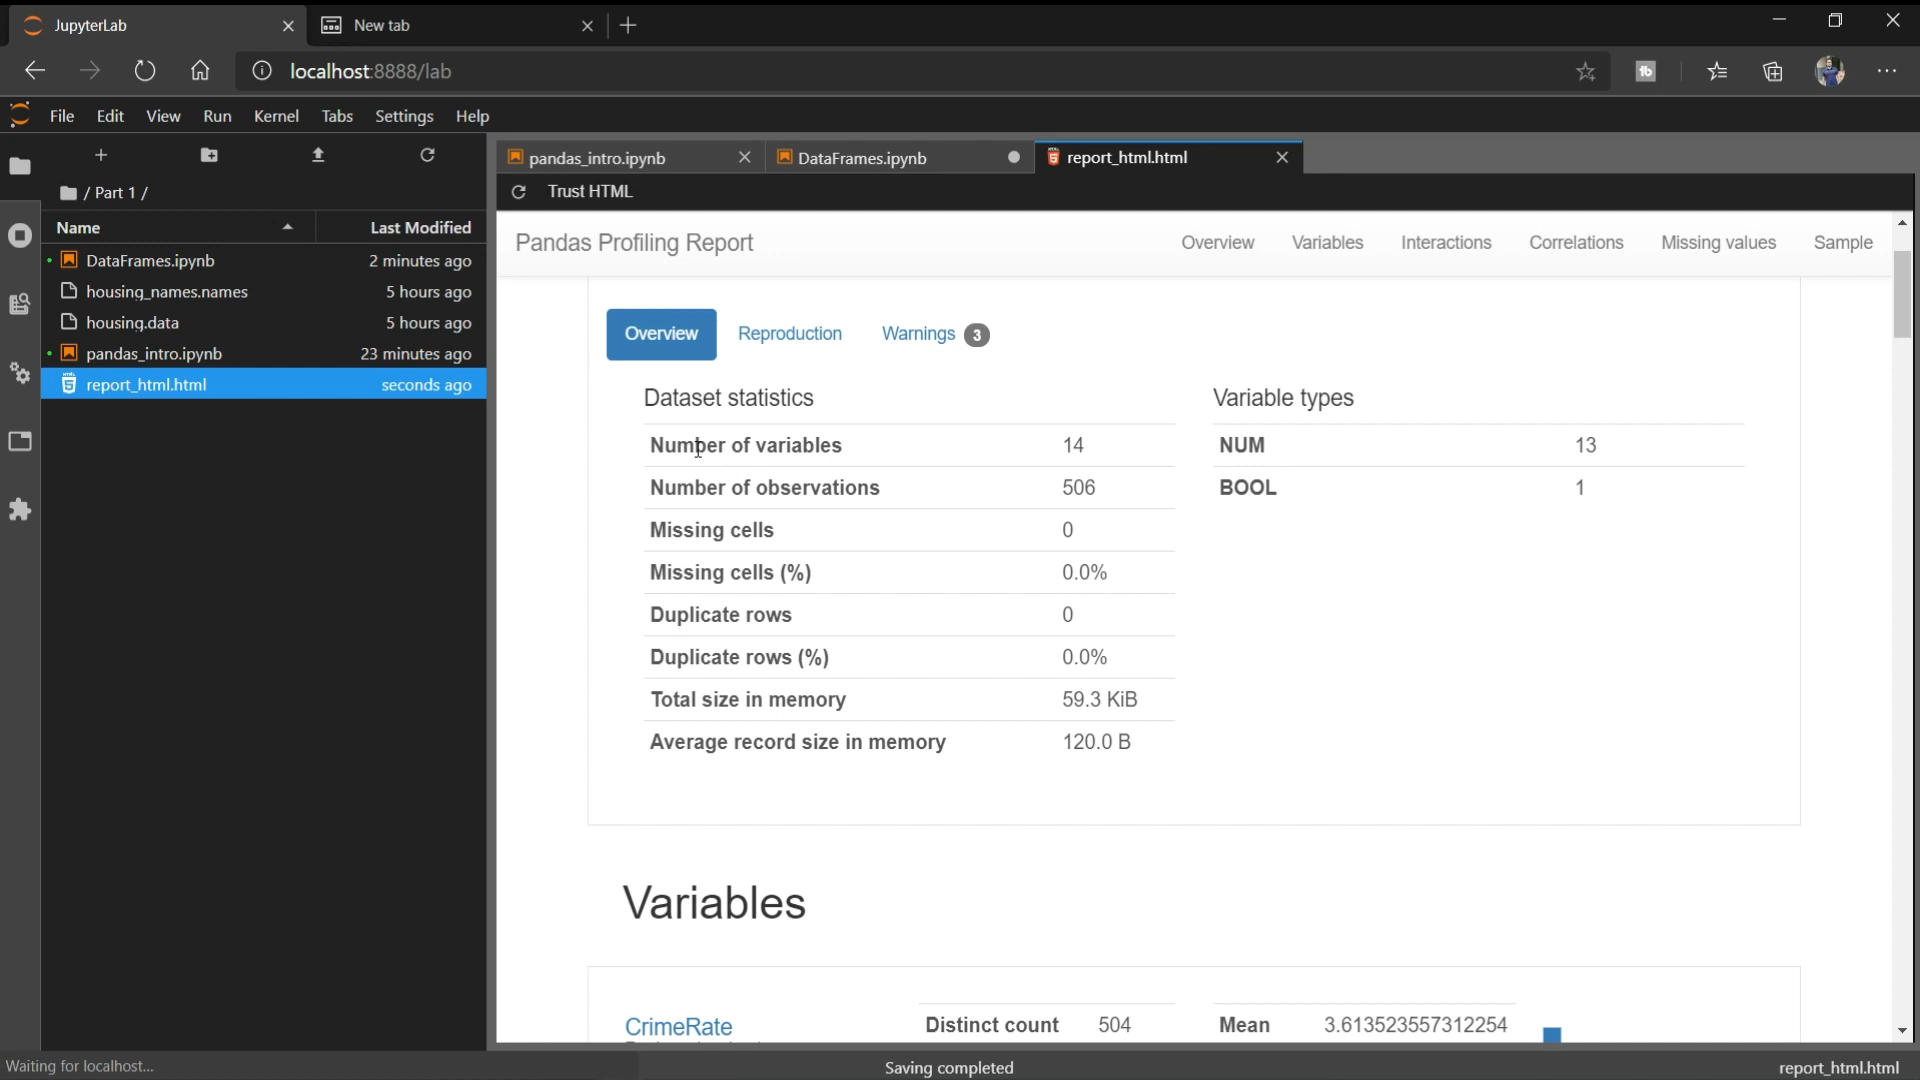 JupyterLab
New tab
localhost:8888/lab
File Edit View Run Kernel Tabs Settings Help
/ Part 1 /
Name Last Modified
DataFrames.ipynb 2 minutes ago
housing_names.names 5 hours ago
housing.data 5 hours ago
pandas_intro.ipynb 23 minutes ago
report_html.html seconds ago
pandas_intro.ipynb DataFrames.ipynb report_html.html
Trust HTML
Pandas Profiling Report Overview Variables Interactions Correlations Missing values Sample
Overview Reproduction Warnings 3
Dataset statistics
Number of variables 14
Number of observations 506
Missing cells 0
Missing cells (%) 0.0%
Duplicate rows 0
Duplicate rows (%) 0.0%
Total size in memory 59.3 KiB
Average record size in memory 120.0 B
Variable types
NUM 13
BOOL 1
Variables
CrimeRate Distinct count 504 Mean 3.613523557312254
Waiting for localhost... Saving completed report_html.html